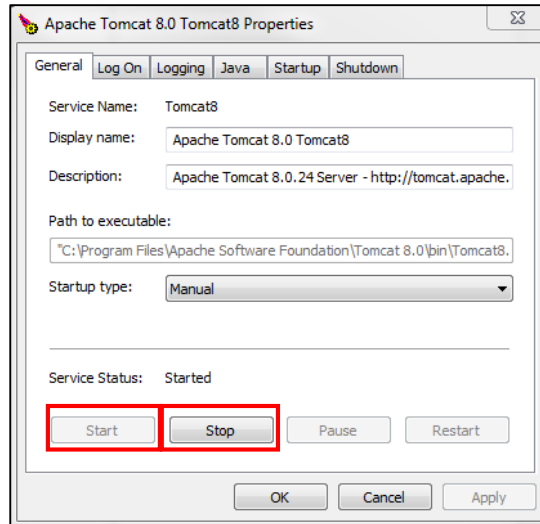 Apache Tomcat 8.0 Tomcat8 Properties
General Log On Logging Java Startup Shutdown
Service Name: Tomcat8
Display name: Apache Tomcat 8.0 Tomcat8
Description: Apache Tomcat 8.0.24 Server - http://tomcat.apache.
Path to executable:
"C:\Program Files\Apache Software Foundation\Tomcat 8.0\bin\Tomcat8.
Startup type: Manual
Service Status: Started
Start Stop Pause Restart
OK Cancel Apply